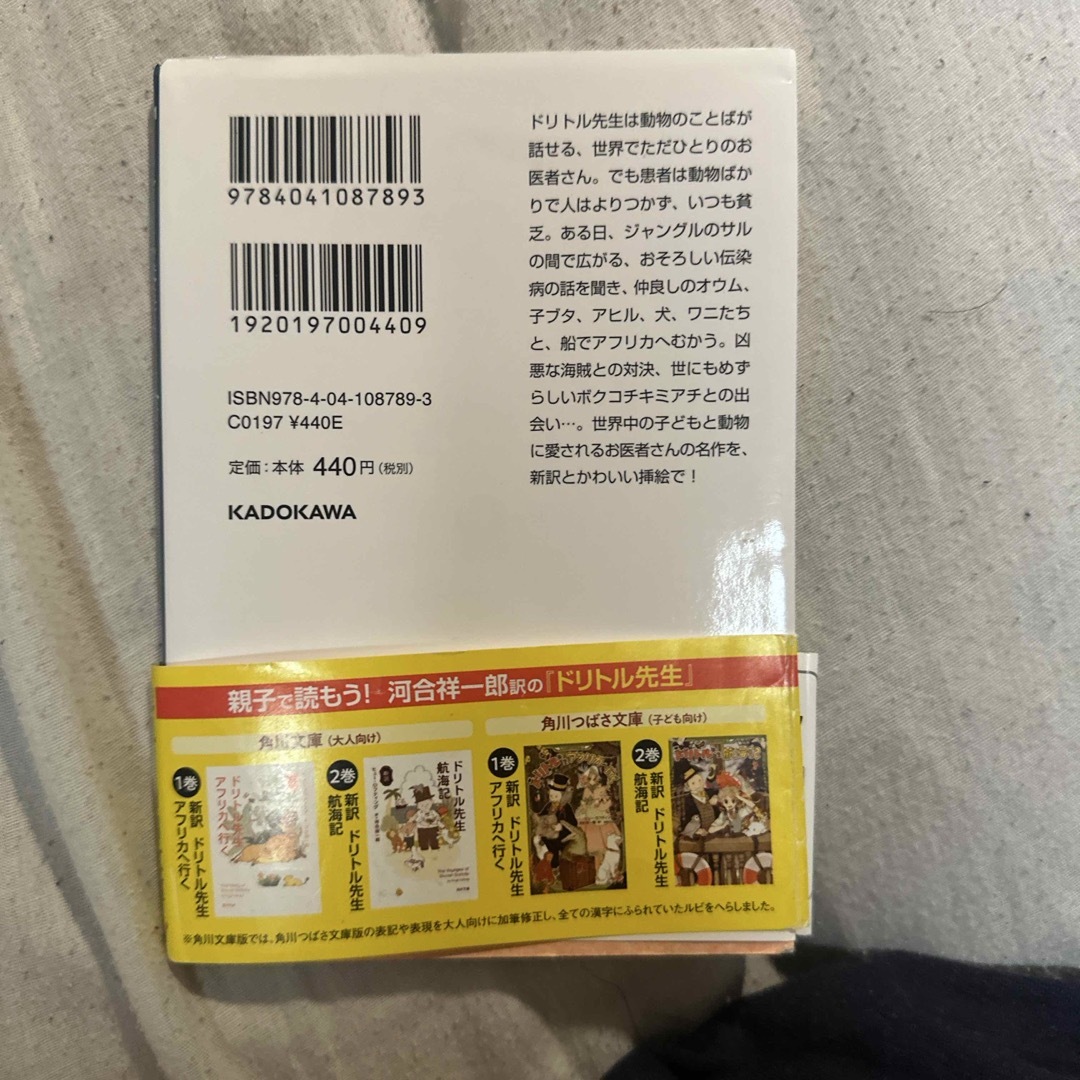 9784041087893
1920197004409
ISBN978-4-04-108789-3
C0197 ¥440E
定価:本体 440円(税別)
KADOKAWA
ドリトル先生は動物のことばが
話せる、世界でただひとりのお
医者さん。でも患者は動物ばか
りで人はよりつかず、いつも貧
乏。ある日、ジャングルのサル
の間で広がる、おそろしい伝染
病の話を聞き、仲良しのオウム、
子ブタ、アヒル、犬、ワニたち
と、船でアフリカへむかう。凶
悪な海賊との対決、世にもめず
らしいボクコチキミアチとの出
会い…。世界中の子どもと動物
に愛されるお医者さんの名作を、
新訳とかわいい挿絵で!
親子で読もう! 河合祥一郎訳の『ドリトル先生』
角川文庫(大人向け)
1巻
新訳 ドリトル先生
アフリカへ行く
ドリトル先生
アフリカへ行く
2巻
新訳 ドリトル先生
航海記
ドリトル先生
航海記
角川つばさ文庫(子ども向け)
1巻
新訳 ドリトル先生
アフリカへ行く
2巻
新訳 ドリトル先生
航海記
※角川文庫版では、角川つばさ文庫版の表記や表現を大人向けに加筆修正し、全ての漢字にふられていたルビをへらしました。